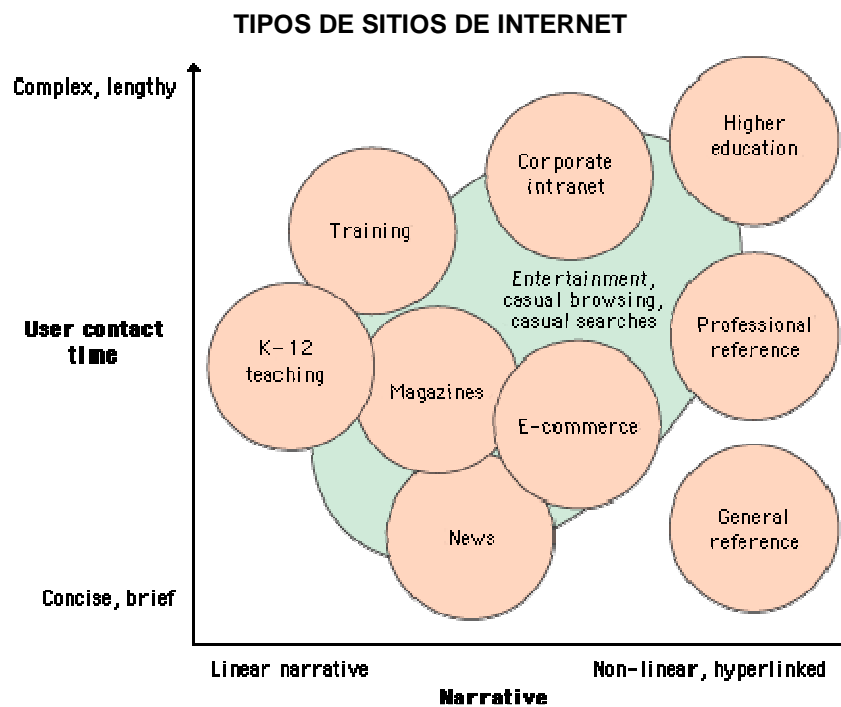 TIPOS DE SITIOS DE INTERNET
Complex, lengthy
Higher
education
Corporate
intranet
Training
Entertainment,
casual browsing,
casual searches
User contact
time
Professional
reference
K-12
teaching
Magazines
E-commerce
General
reference
News
Concise, brief
Linear narrative
Non-linear, hyperlinked
Narrative